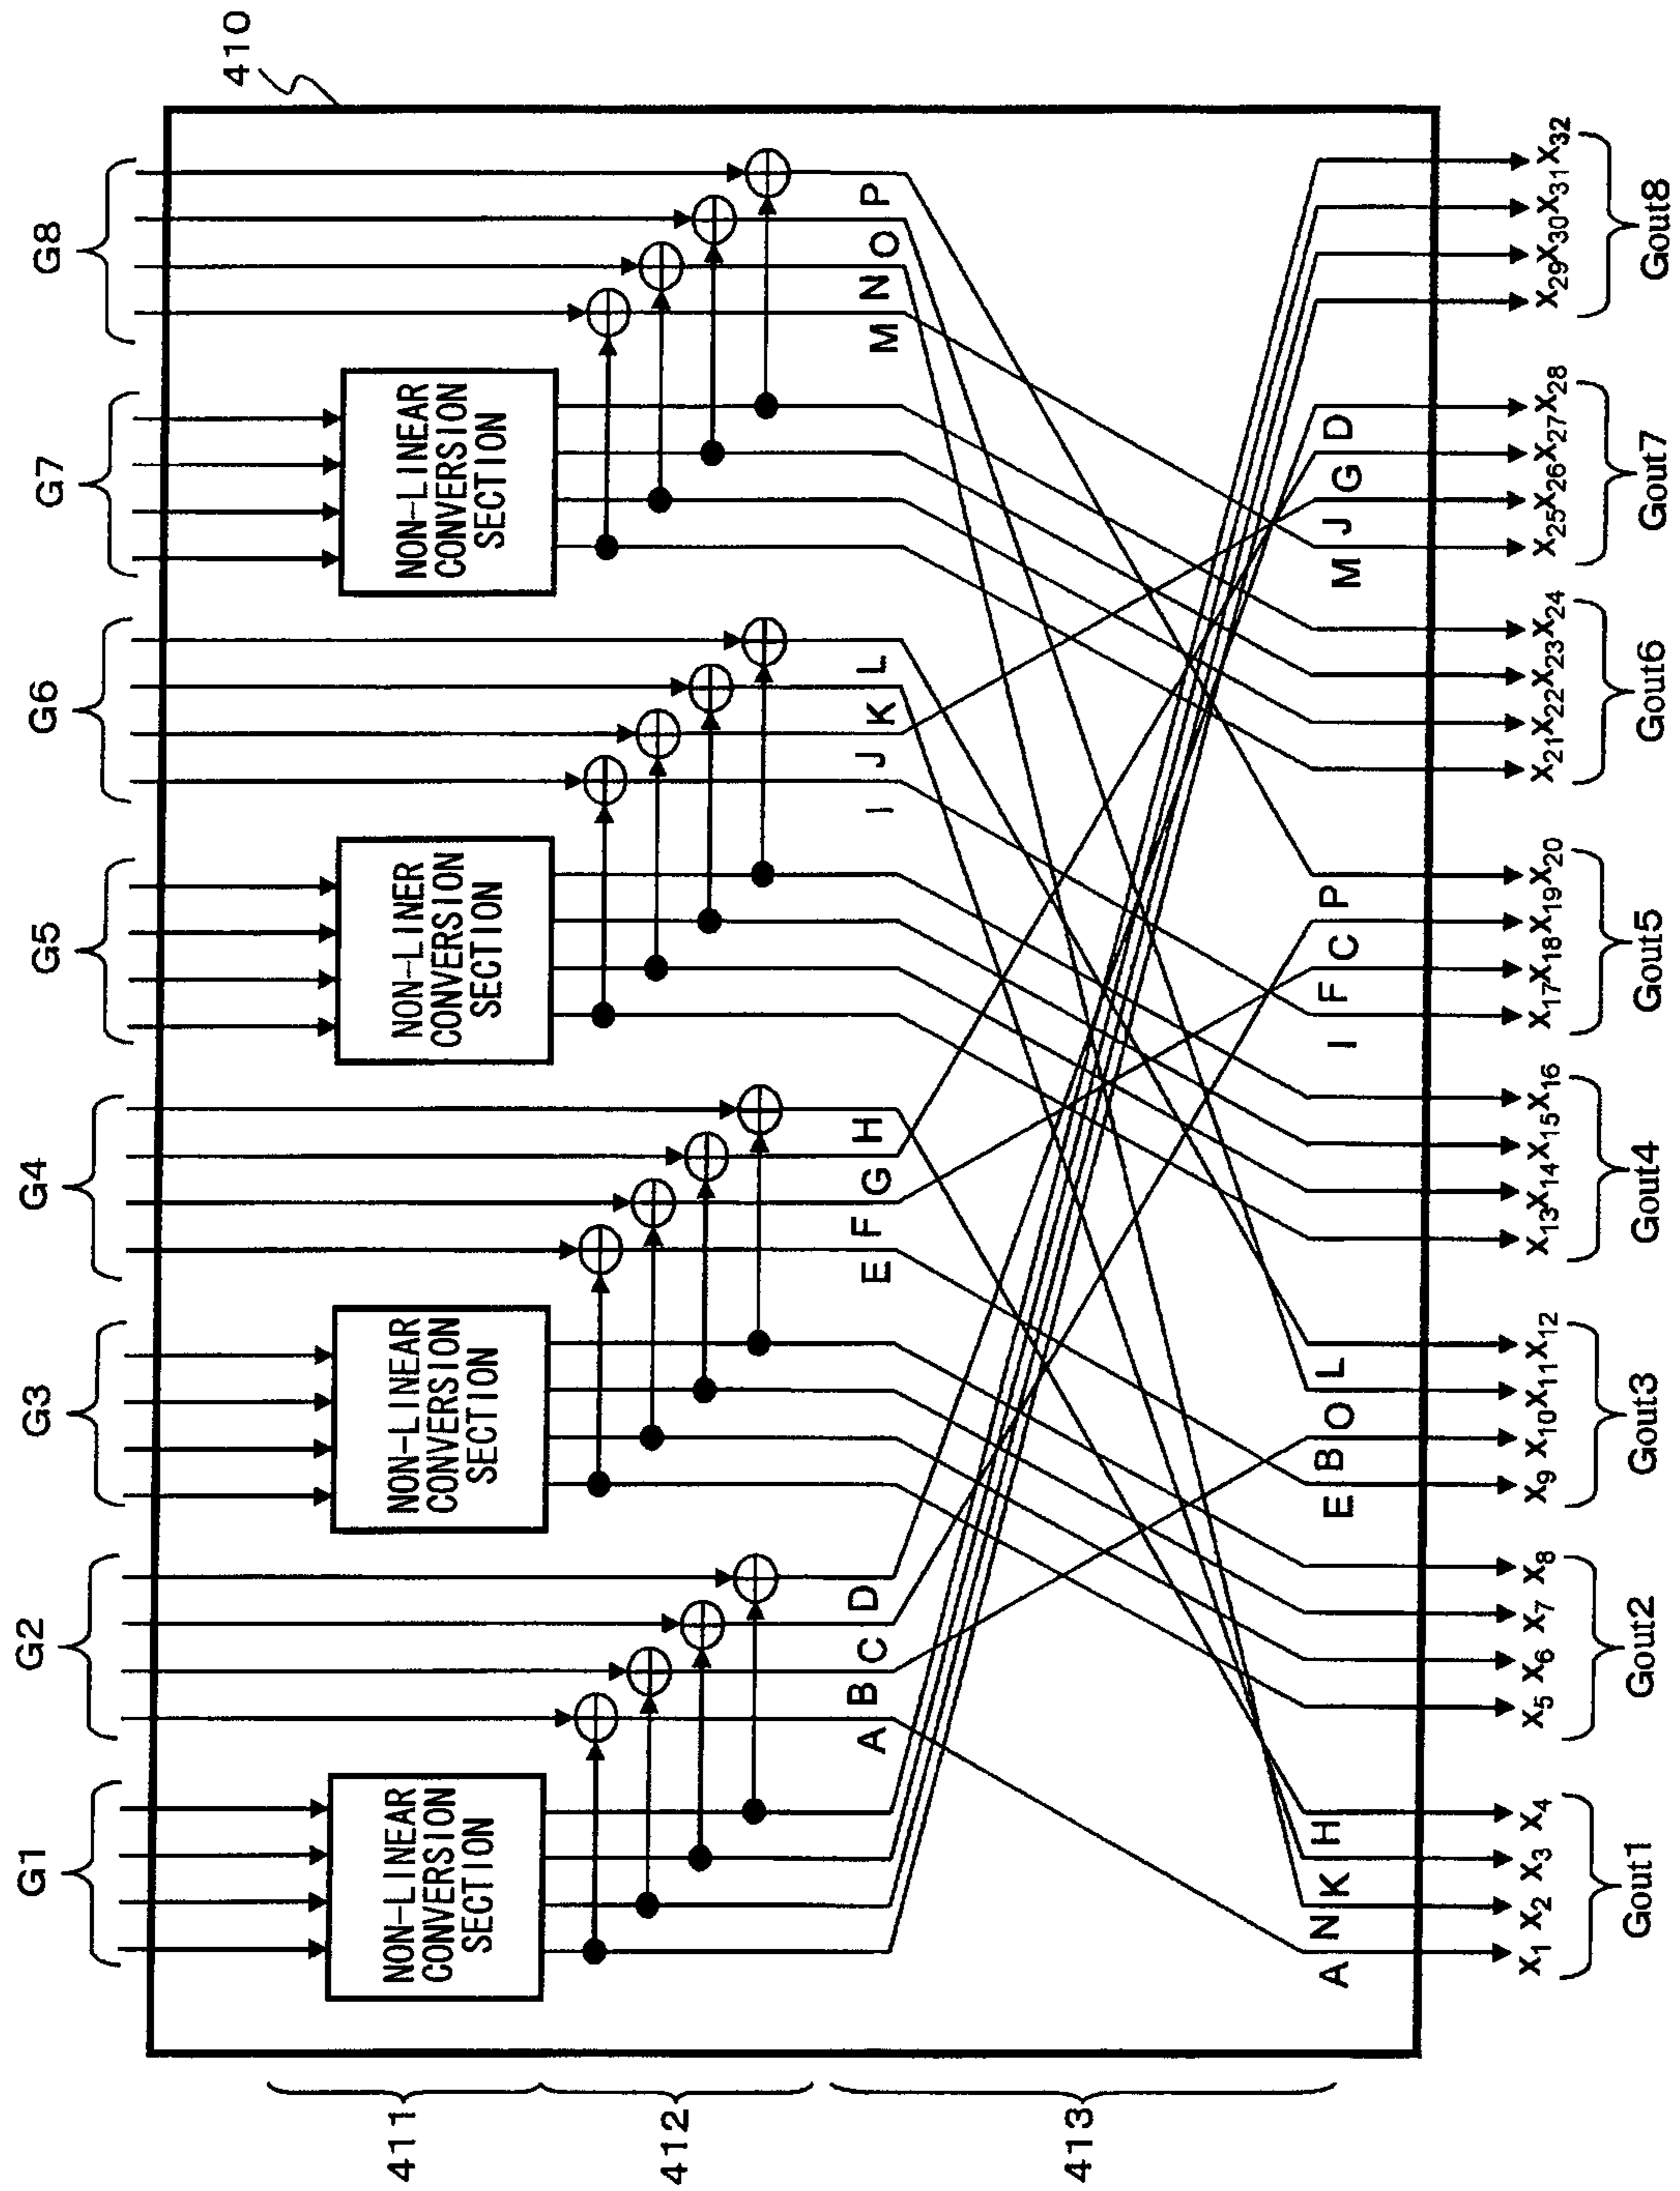 410
G1 G2 G3 G4 G5 G6 G7 G8
411
NON-LINEAR
CONVERSION
SECTION
NON-LINEAR
CONVERSION
SECTION
NON-LINER
CONVERSION
SECTION
NON-LINEAR
CONVERSION
SECTION
412
A B C D E F G H I J K L M N O P
413
A N K H E B O L I F C P M J G D
X1 X2 X3 X4 X5 X6 X7 X8 X9 X10 X11 X12 X13 X14 X15 X16 X17 X18 X19 X20 X21 X22 X23 X24 X25 X26 X27 X28 X29 X30 X31 X32
Gout1 Gout2 Gout3 Gout4 Gout5 Gout6 Gout7 Gout8